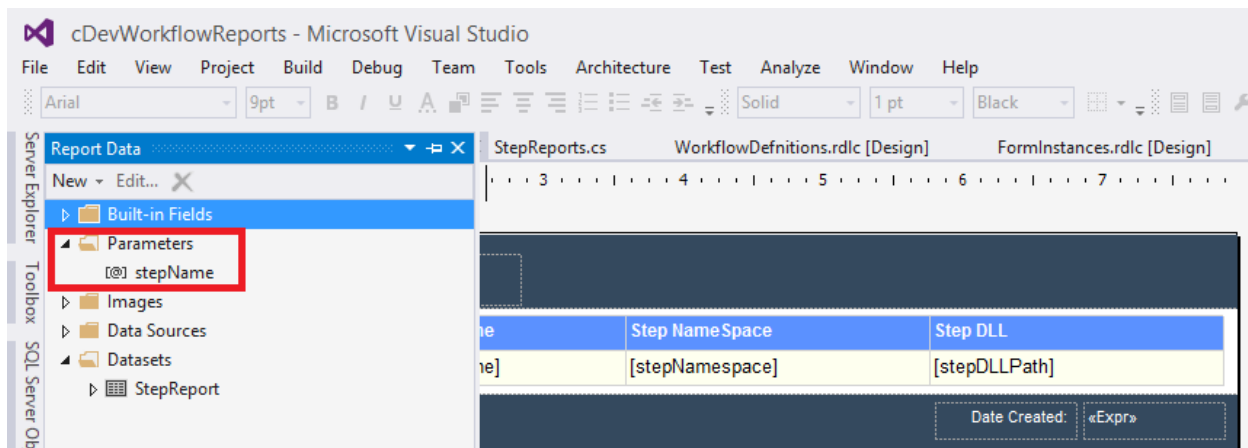 cDevWorkflowReports - Microsoft Visual Studio
File Edit View Project Build Debug Team Tools Architecture Test Analyze Window Help
Arial 9pt B I U A Solid 1 pt Black
Server Explorer
Toolbox
SQL Server Ob
Report Data
StepReports.cs WorkflowDefnitions.rdlc [Design] FormInstances.rdlc [Design]
New Edit...
3 4 5 6 7
Built-in Fields
Parameters
[@] stepName
Images
Data Sources
Datasets
StepReport
ne Step NameSpace Step DLL
ne] [stepNamespace] [stepDLLPath]
Date Created: «Expr»